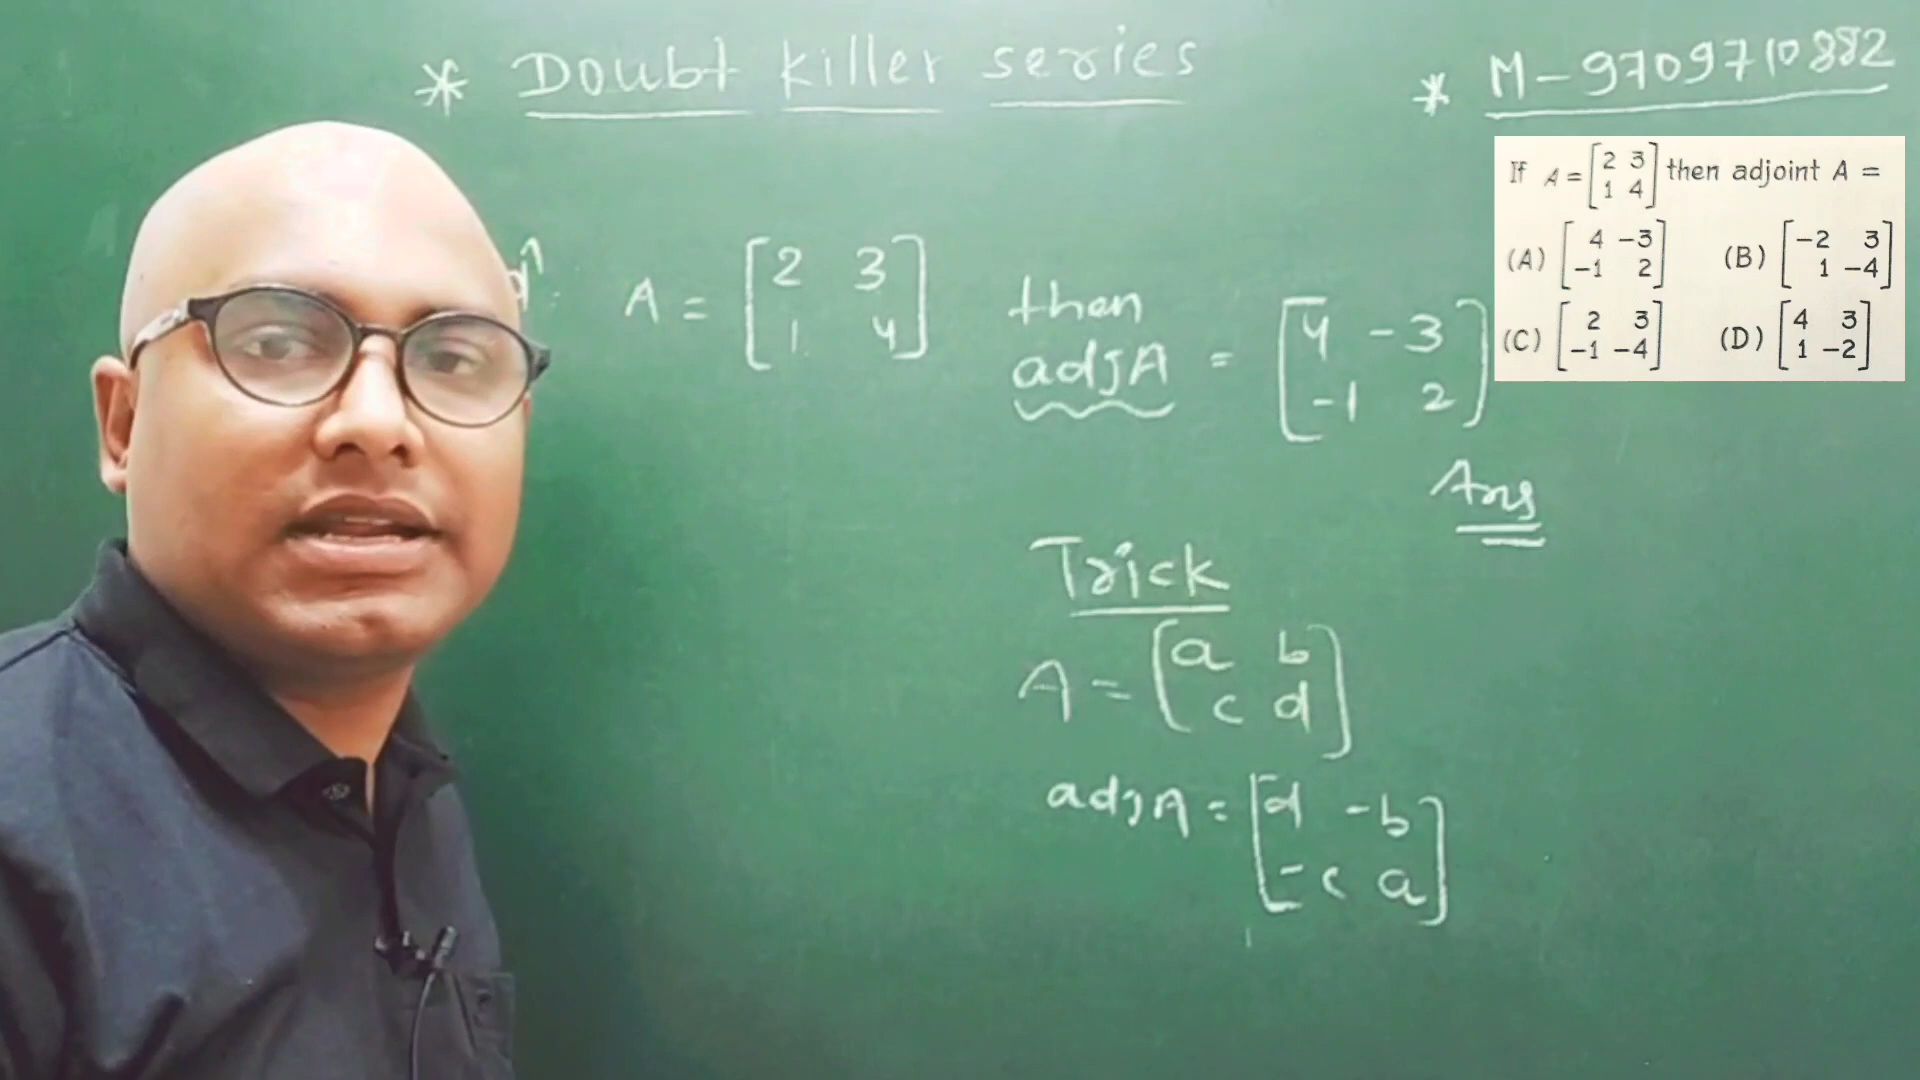 * Doubt killer series
* M-9709710882
If A = [2 3
1 4] then adjoint A =
(A) [4 -3
-1 2] (B) [-2 3
1 -4]
(C) [2 3
-1 -4] (D) [4 3
1 -2]
A = [2 3
1 4] then
adjA = [4 -3
-1 2]
Ans
Trick
A = [a b
c d]
adjA = [d -b
-c a]